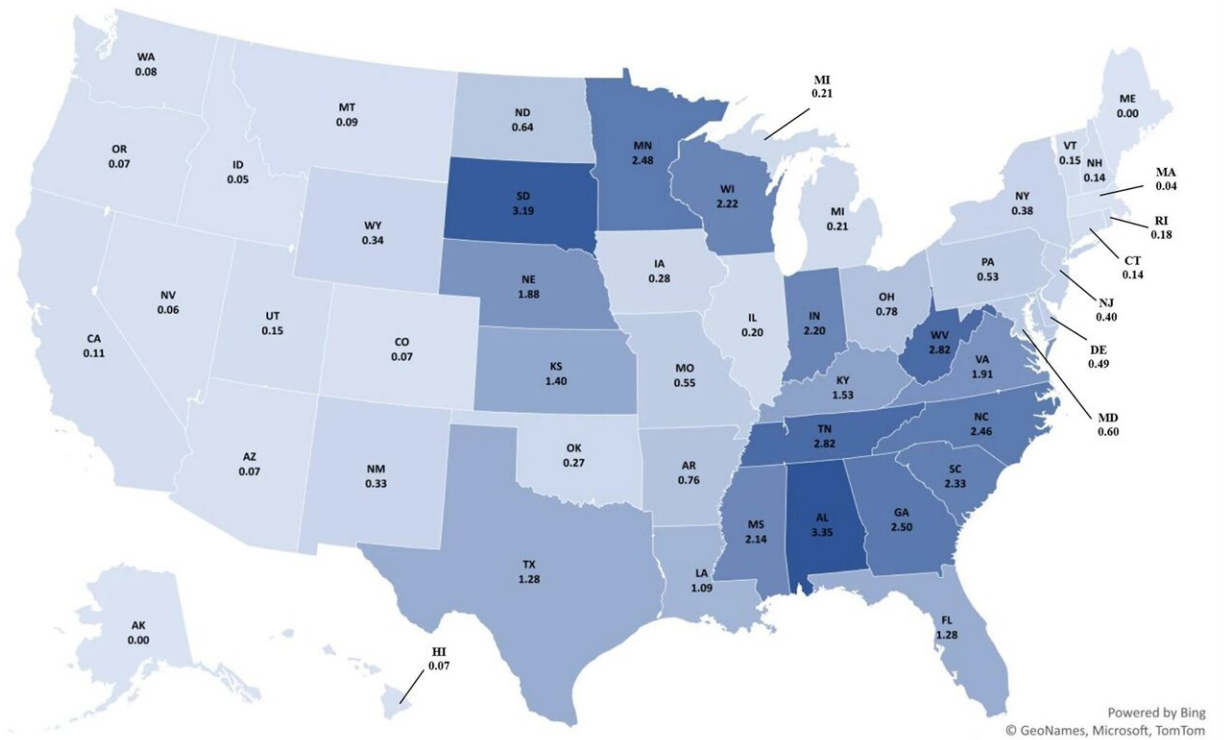 WA
0.08
MT
0.09
ND
0.64
MN
2.48
MI
0.21
ME
0.00
OR
0.07
ID
0.05
VT
0.15
NH
0.14
MA
0.04
SD
3.19
WI
2.22
WY
0.34
MI
0.21
NY
0.38
RI
0.18
CT
0.14
IA
0.28
PA
0.53
NE
1.88
NV
0.06
UT
0.15
OH
0.78
NJ
0.40
IL
0.20
IN
2.20
CA
0.11
CO
0.07
WV
2.82
DE
0.49
VA
1.91
KS
1.40
MO
0.55
KY
1.53
MD
0.60
NC
2.46
TN
2.82
OK
0.27
AZ
0.07
NM
0.33
AR
0.76
SC
2.33
MS
2.14
AL
3.35
GA
2.50
TX
1.28
LA
1.09
AK
0.00
FL
1.28
HI
0.07
Powered by Bing
© GeoNames, Microsoft, TomTom